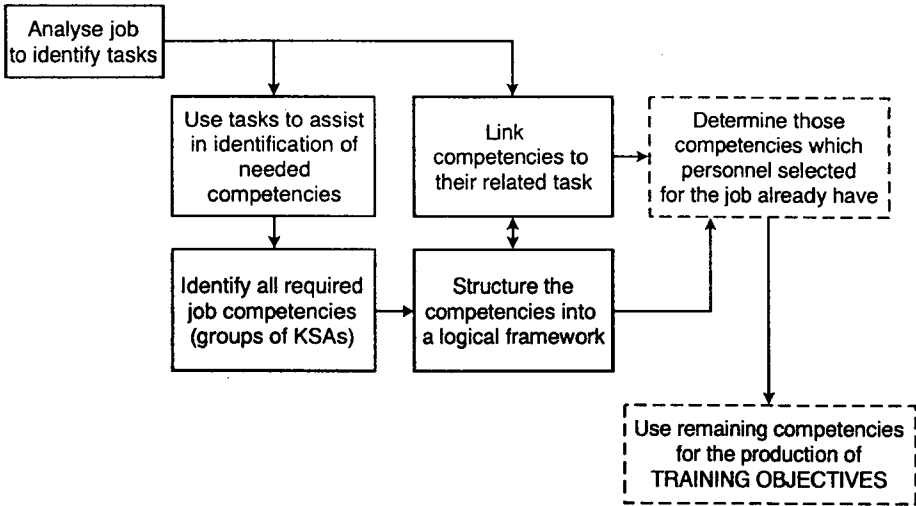 Analyse job
to identify tasks
Use tasks to assist
in identification of
needed
competencies
Link
competencies to
their related task
Determine those
competencies which
personnel selected
for the job already have
Identify all required
job competencies
(groups of KSAs)
Structure the
competencies into
a logical framework
Use remaining competencies
for the production of
TRAINING OBJECTIVES